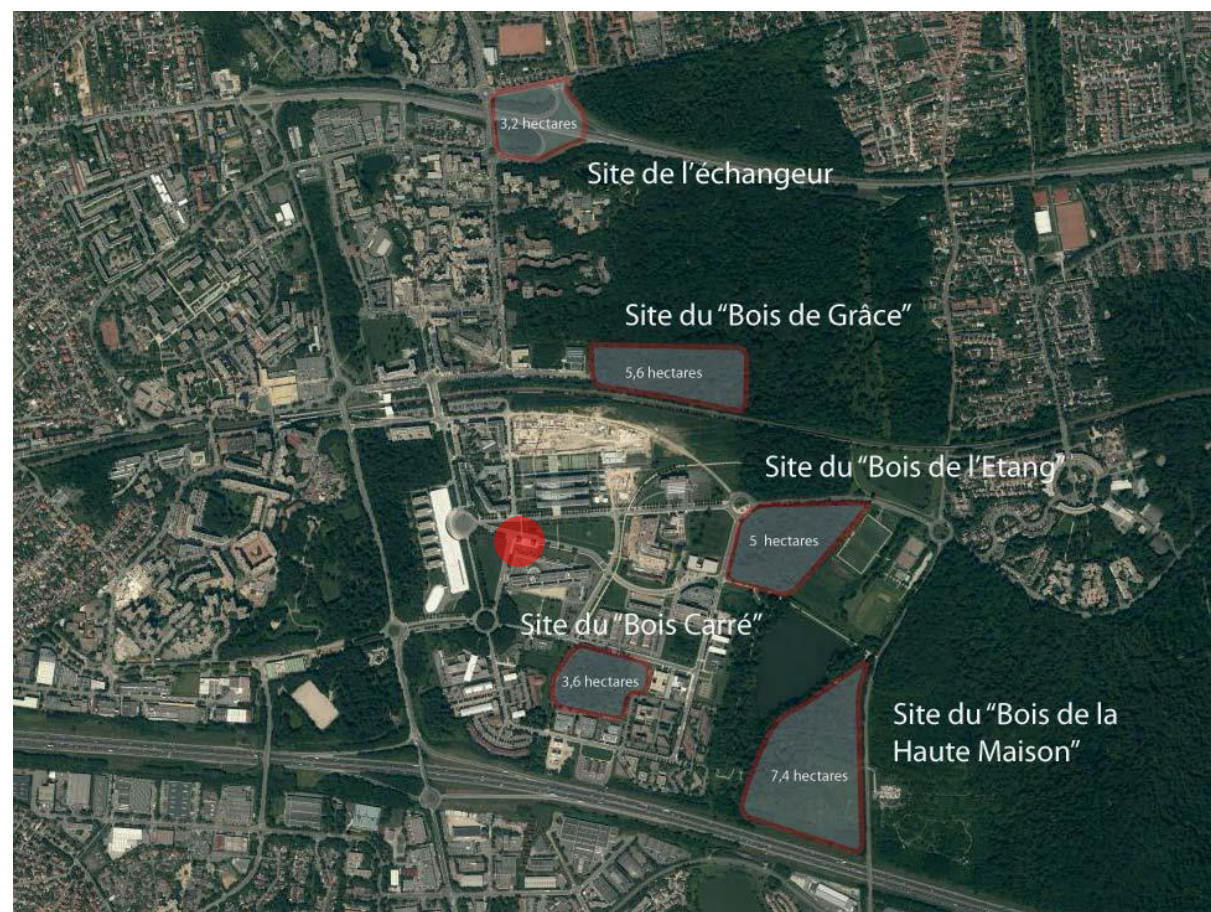 3,2 hectares
Site de l'échangeur
Site du "Bois de Grâce"
5,6 hectares
Site du "Bois de l'Etang"
5 hectares
Site du "Bois Carré"
3,6 hectares
Site du "Bois de la
Haute Maison"
7,4 hectares